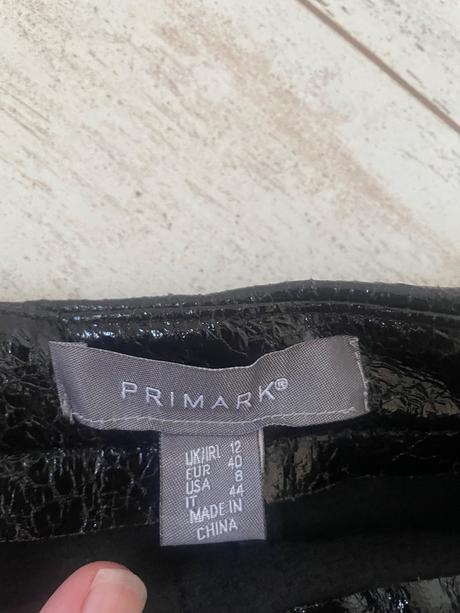 PRIMARK®
UK/IRL 12
EUR 40
USA 8
IT 44
MADE IN
CHINA